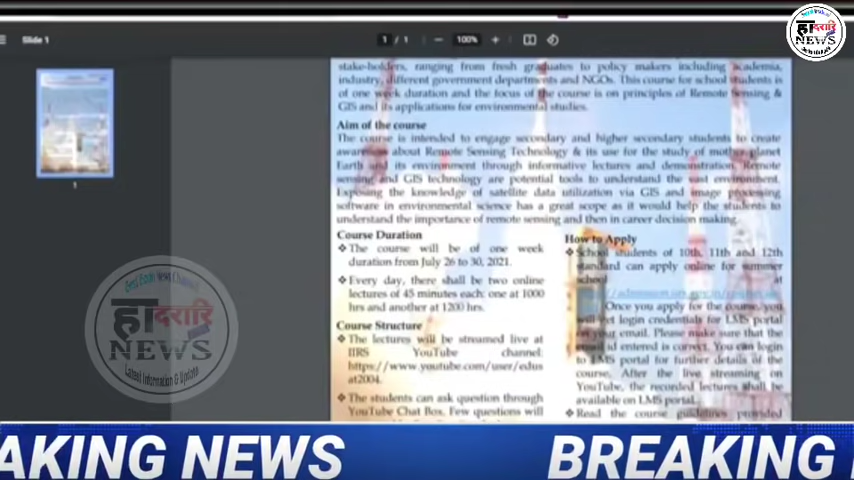 Slide 1
1 / 1
100%
हादरारि
NEWS
stake-holders, ranging from fresh graduates to policy makers including academia,
industry, different government departments and NGOs. This course for school students is
of one week duration and the focus of the course is on principles of Remote Sensing &
GIS and its applications for environmental studies.
Aim of the course
The course is intended to engage secondary and higher secondary students to create
awareness about Remote Sensing Technology & its use for the study of mother planet
Earth and its environment through informative lectures and demonstration. Remote
sensing and GIS technology are potential tools to understand the vast environment.
Exposing the knowledge of satellite data utilization via GIS and image processing
software in environmental science has a great scope as it would help the students to
understand the importance of remote sensing and then in career decision making.
Course Duration
❖ The course will be of one week
duration from July 26 to 30, 2021.
❖ Every day, there shall be two online
lectures of 45 minutes each: one at 1000
hrs and another at 1200 hrs.
Course Structure
❖ The lectures will be streamed live at
IIRS YouTube channel:
https://www.youtube.com/user/edus
at2004.
❖ The students can ask question through
YouTube Chat Box. Few questions will
How to Apply
❖ School students of 10th, 11th and 12th
standard can apply online for summer
school at
Once you apply for the course, you
will get login credentials for LMS portal
on your email. Please make sure that the
email id entered is correct. You can login
to LMS portal for further details of the
course. After the live streaming on
YouTube, the recorded lectures shall be
available on LMS portal.
❖ Read the course guidelines provided
1
हादरारि
NEWS
Latest Information & Update
AKING NEWS
BREAKING